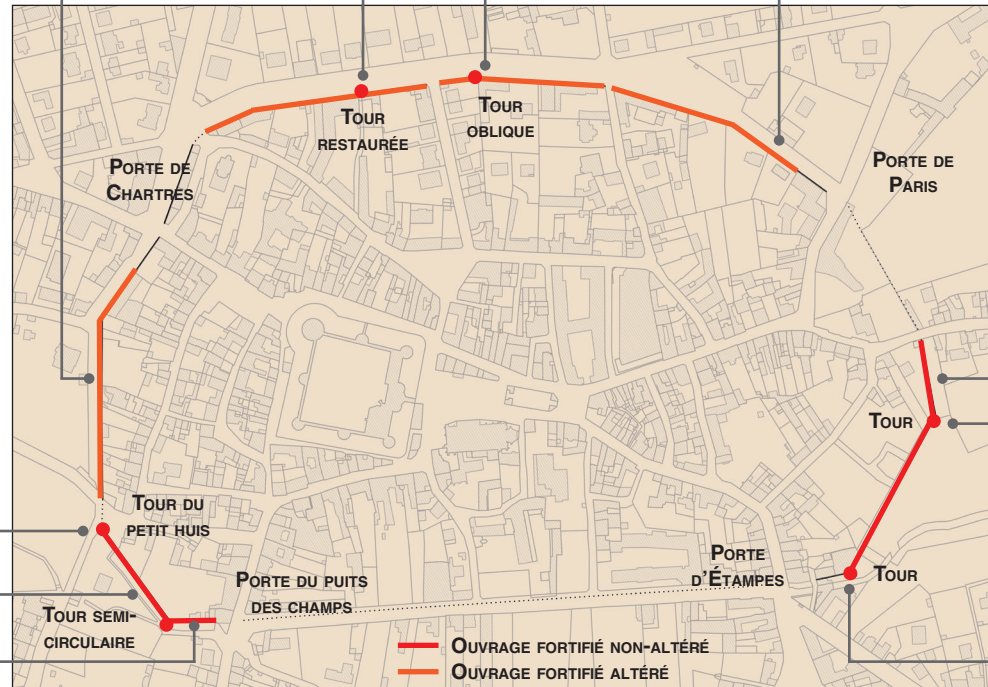 Tour
restaurée
Tour
oblique
Porte de
Chartres
Porte de
Paris
Tour
Tour du
petit huis
Porte
d'Étampes
Tour
Porte du puits
des champs
Tour semi-
circulaire
Ouvrage fortifié non-altéré
Ouvrage fortifié altéré